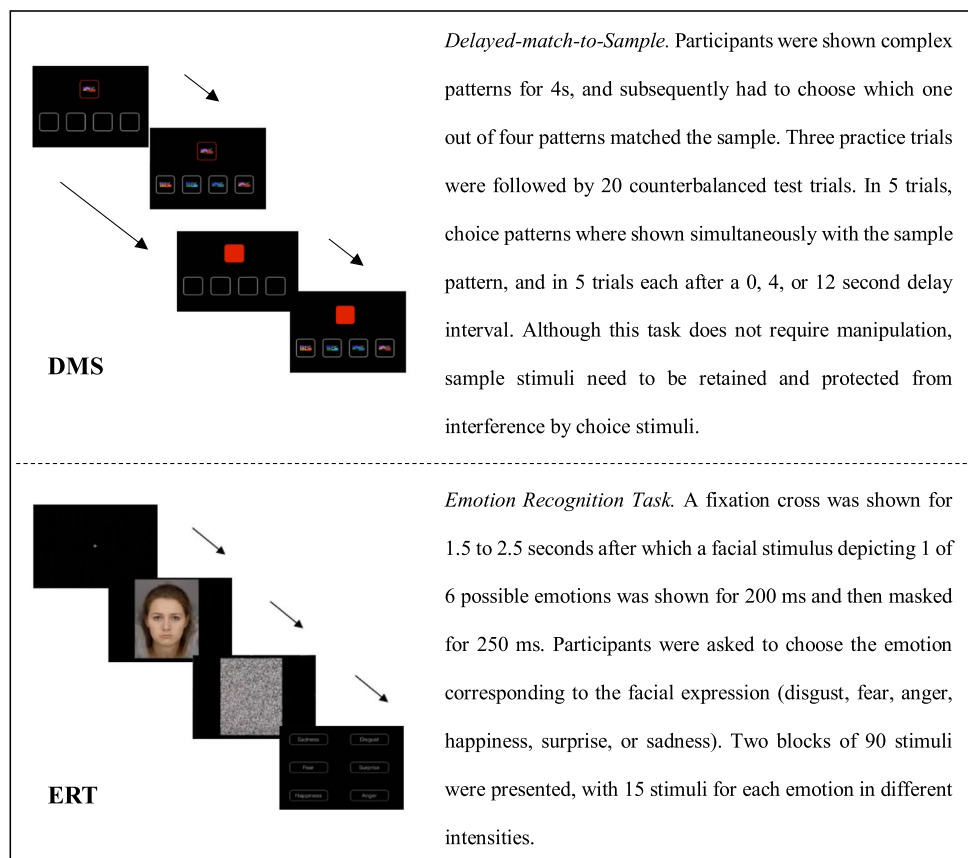 Delayed-match-to-Sample. Participants were shown complex
patterns for 4s, and subsequently had to choose which one
out of four patterns matched the sample. Three practice trials
were followed by 20 counterbalanced test trials. In 5 trials,
choice patterns where shown simultaneously with the sample
pattern, and in 5 trials each after a 0, 4, or 12 second delay
interval. Although this task does not require manipulation,
sample stimuli need to be retained and protected from
interference by choice stimuli.
DMS
Emotion Recognition Task. A fixation cross was shown for
1.5 to 2.5 seconds after which a facial stimulus depicting 1 of
6 possible emotions was shown for 200 ms and then masked
for 250 ms. Participants were asked to choose the emotion
corresponding to the facial expression (disgust, fear, anger,
happiness, surprise, or sadness). Two blocks of 90 stimuli
were presented, with 15 stimuli for each emotion in different
intensities.
Sadness Disgust
Fear Surprise
Happiness Anger
ERT